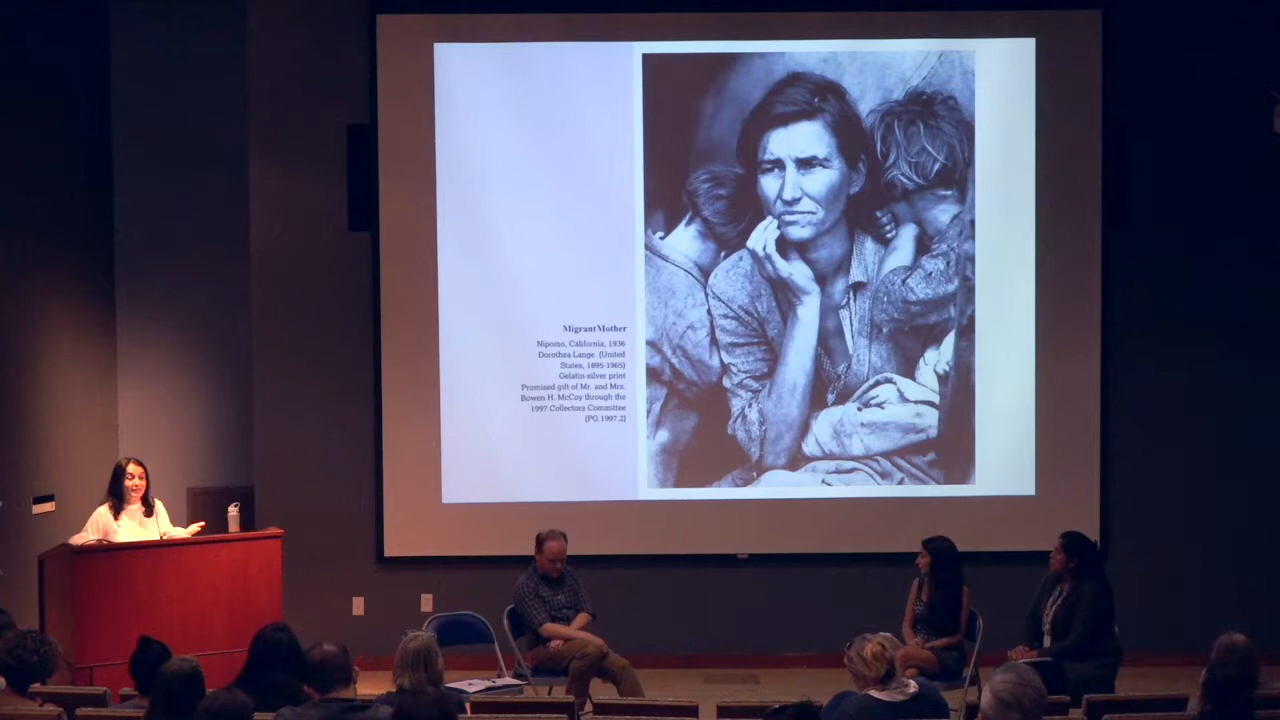 Migrant Mother
Nipomo, California, 1936
Dorothea Lange (United
States, 1895-1965)
Gelatin-silver print
Promised gift of Mr. and Mrs.
Bowen H. McCoy through the
1997 Collectors Committee
(PG.1997.2)